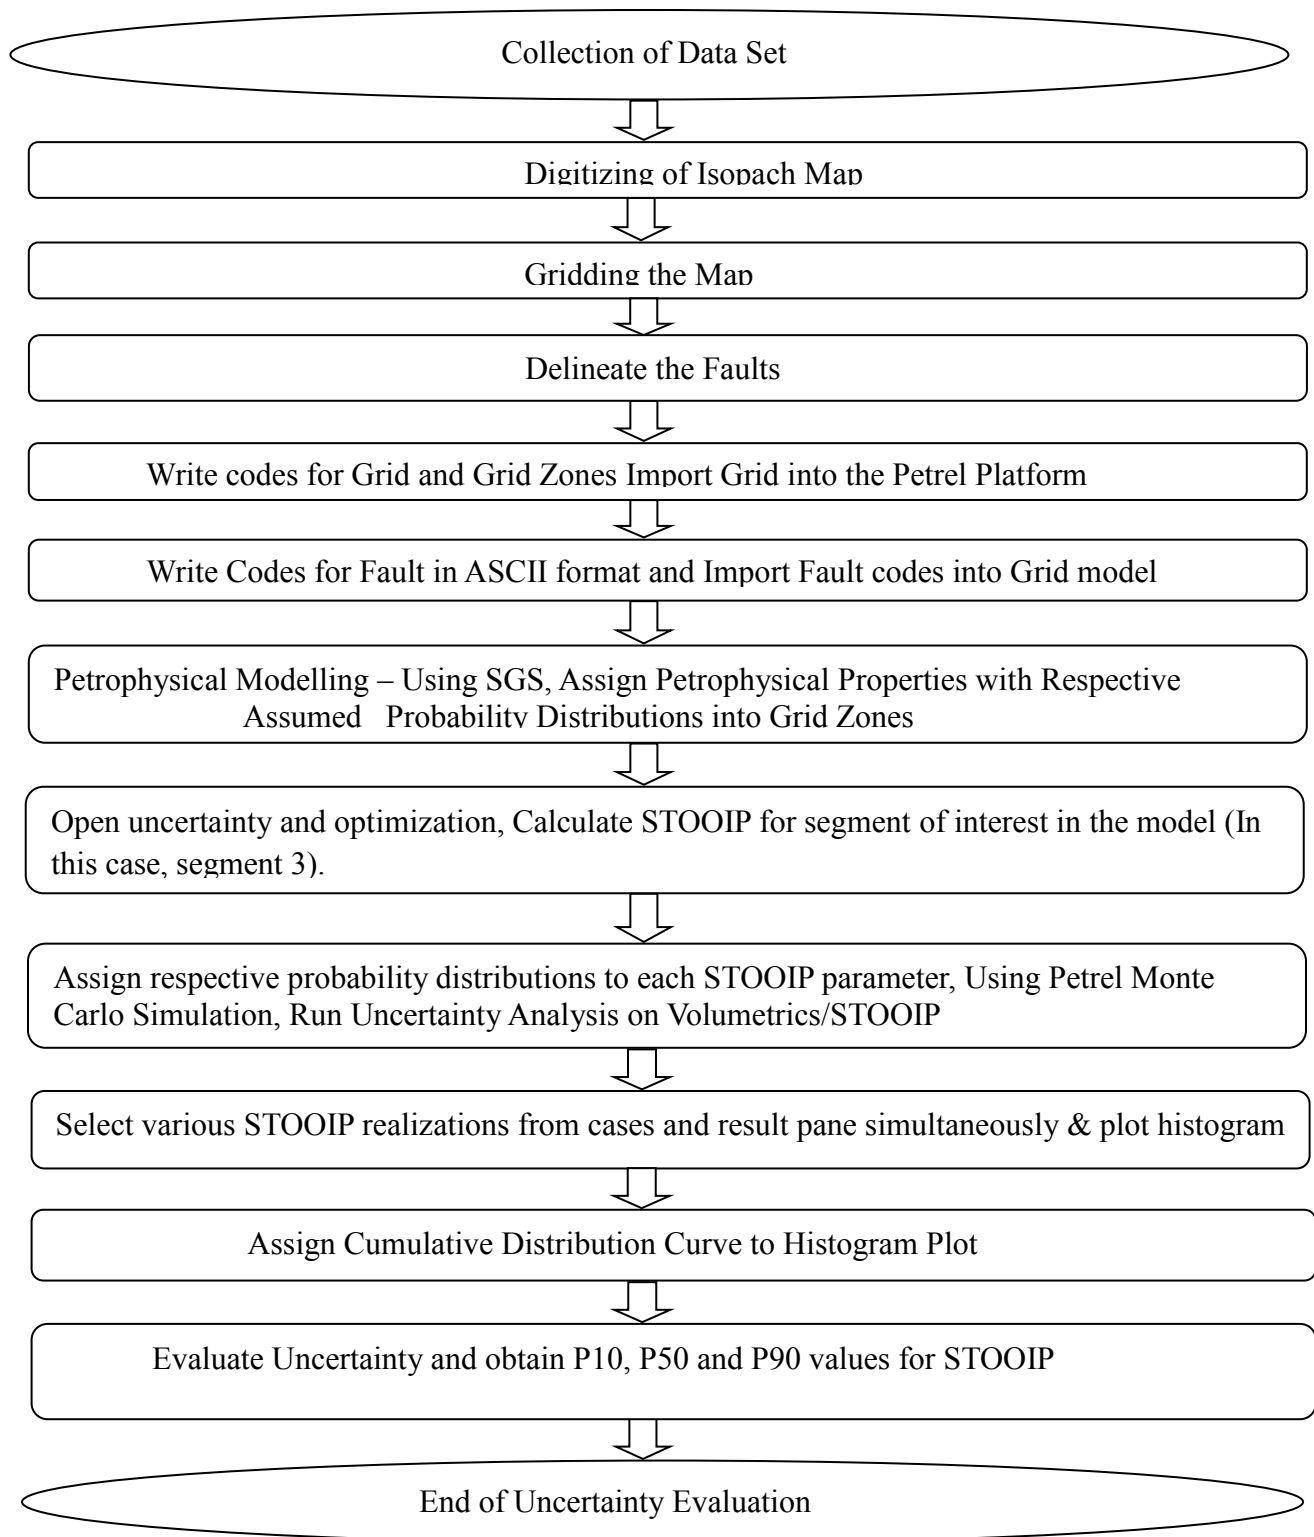 Collection of Data Set
Digitizing of Isopach Map
Gridding the Map
Delineate the Faults
Write codes for Grid and Grid Zones Import Grid into the Petrel Platform
Write Codes for Fault in ASCII format and Import Fault codes into Grid model
Petrophysical Modelling – Using SGS, Assign Petrophysical Properties with Respective
Assumed Probability Distributions into Grid Zones
Open uncertainty and optimization, Calculate STOOIP for segment of interest in the model (In
this case, segment 3).
Assign respective probability distributions to each STOOIP parameter, Using Petrel Monte
Carlo Simulation, Run Uncertainty Analysis on Volumetrics/STOOIP
Select various STOOIP realizations from cases and result pane simultaneously & plot histogram
Assign Cumulative Distribution Curve to Histogram Plot
Evaluate Uncertainty and obtain P10, P50 and P90 values for STOOIP
End of Uncertainty Evaluation